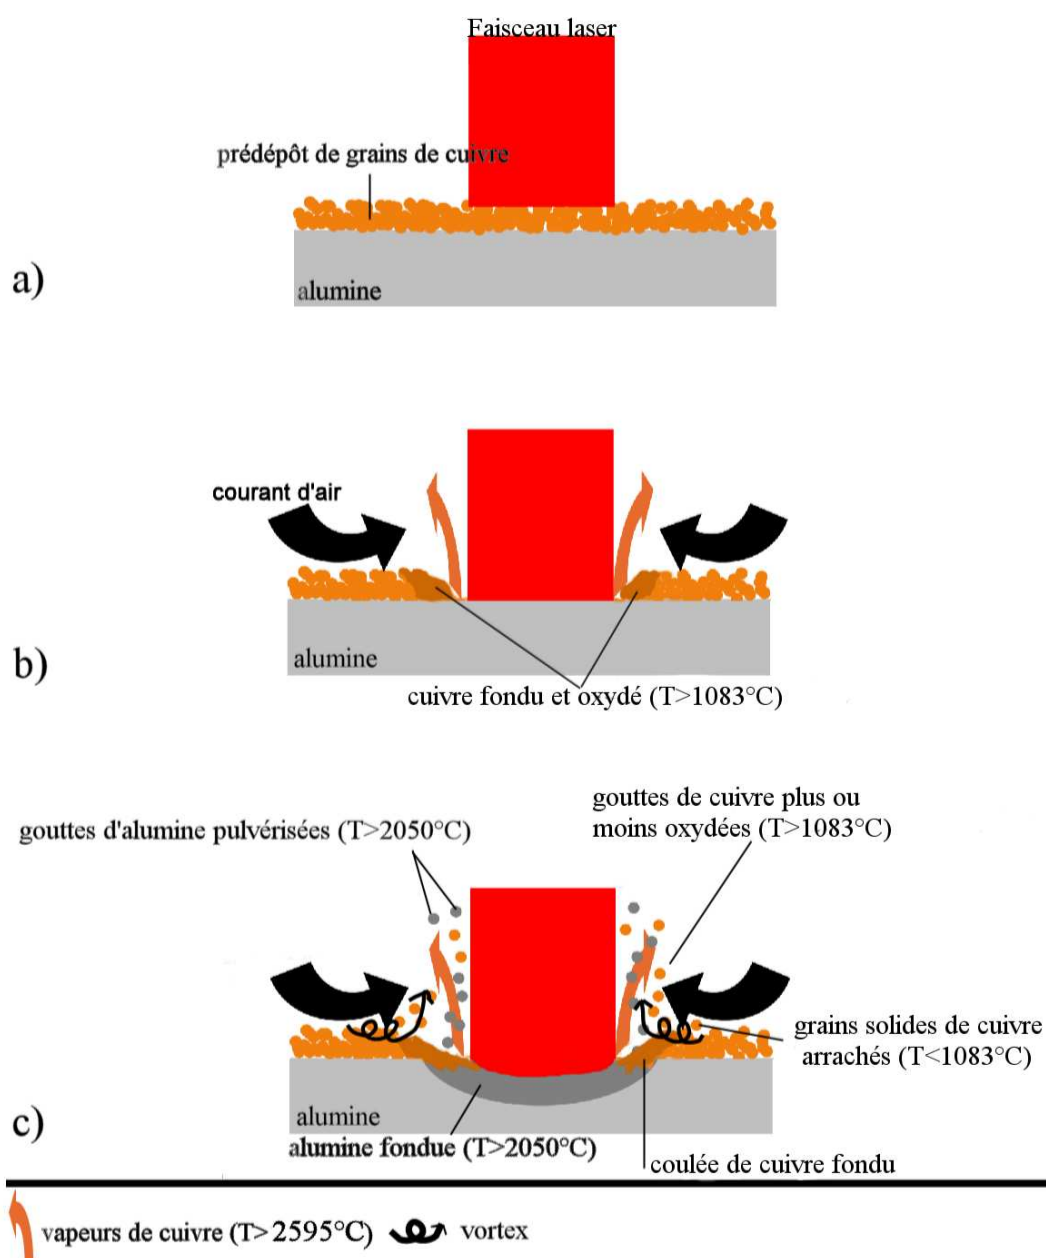 Faisceau laser
prédépôt de grains de cuivre
alumine
a)
courant d'air
alumine
b)
cuivre fondu et oxydé (T>1083°C)
gouttes de cuivre plus ou
moins oxydées (T>1083°C)
gouttes d'alumine pulvérisées (T>2050°C)
grains solides de cuivre
arrachés (T<1083°C)
alumine
c)
alumine fondue (T>2050°C)
coulée de cuivre fondu
vapeurs de cuivre (T>2595°C)
vortex